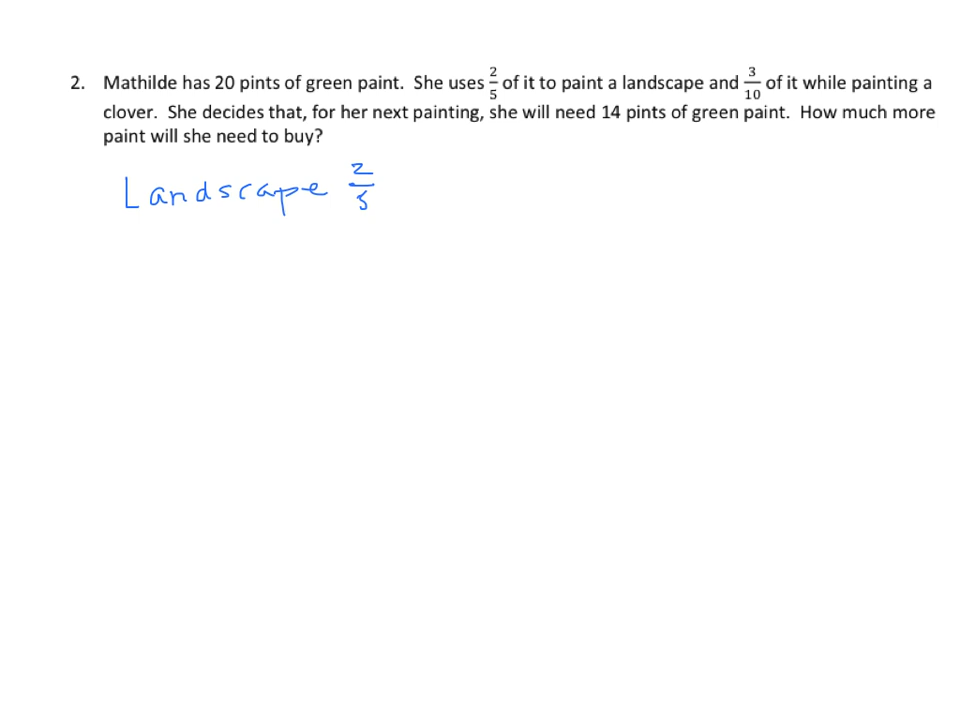 2. Mathilde has 20 pints of green paint. She uses 2/5 of it to paint a landscape and 3/10 of it while painting a
clover. She decides that, for her next painting, she will need 14 pints of green paint. How much more
paint will she need to buy?
Landscape 2/5